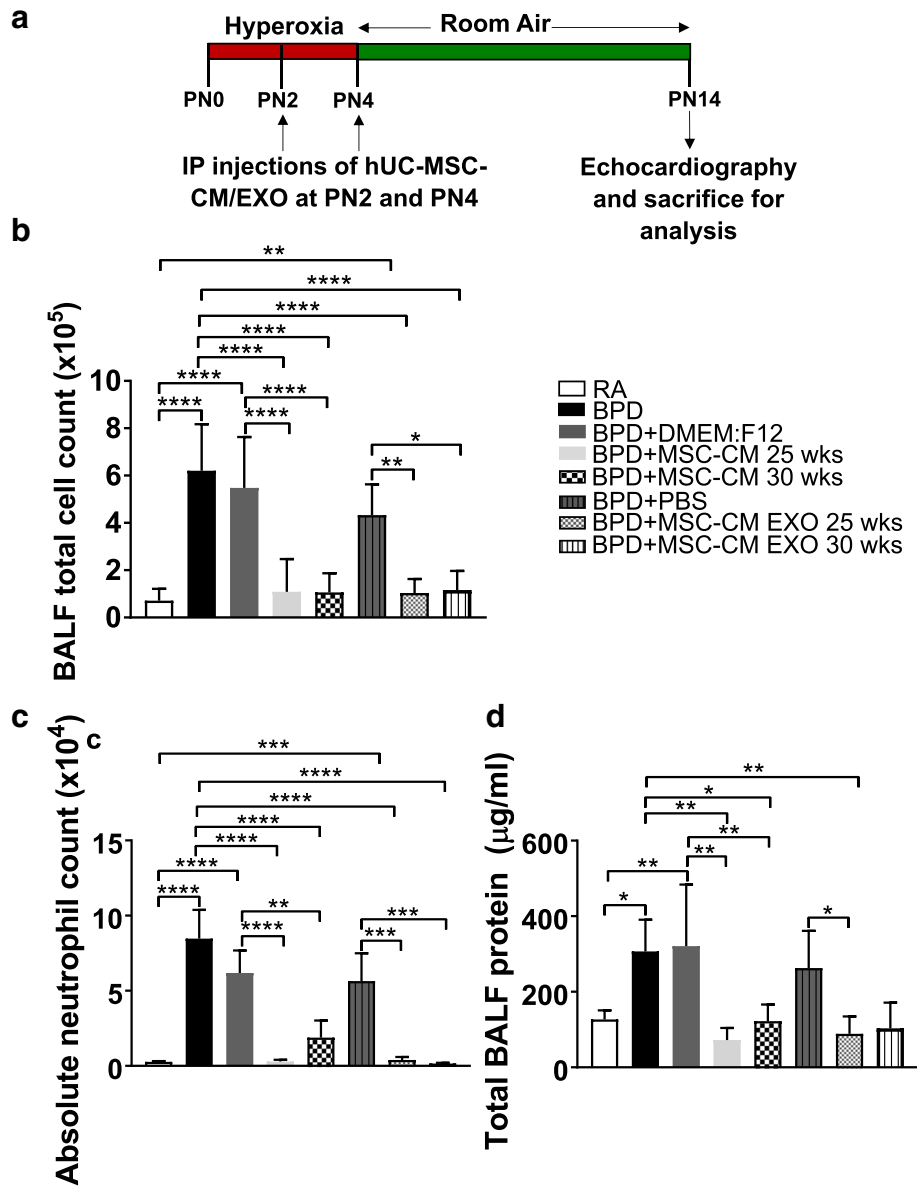 a
Hyperoxia
Room Air
PN0
PN2
PN4
PN14
IP injections of hUC-MSC-
CM/EXO at PN2 and PN4
Echocardiography
and sacrifice for
analysis
b
BALF total cell count (x10⁵)
10
8
6
4
2
0
**
****
****
****
****
****
****
****
****
*
**
RA
BPD
BPD+DMEM:F12
BPD+MSC-CM 25 wks
BPD+MSC-CM 30 wks
BPD+PBS
BPD+MSC-CM EXO 25 wks
BPD+MSC-CM EXO 30 wks
c
c
Absolute neutrophil count (x10⁴)
15
10
5
0
***
****
****
****
****
****
****
**
****
***
***
d
Total BALF protein (µg/ml)
600
400
200
0
**
*
**
**
**
**
*
*